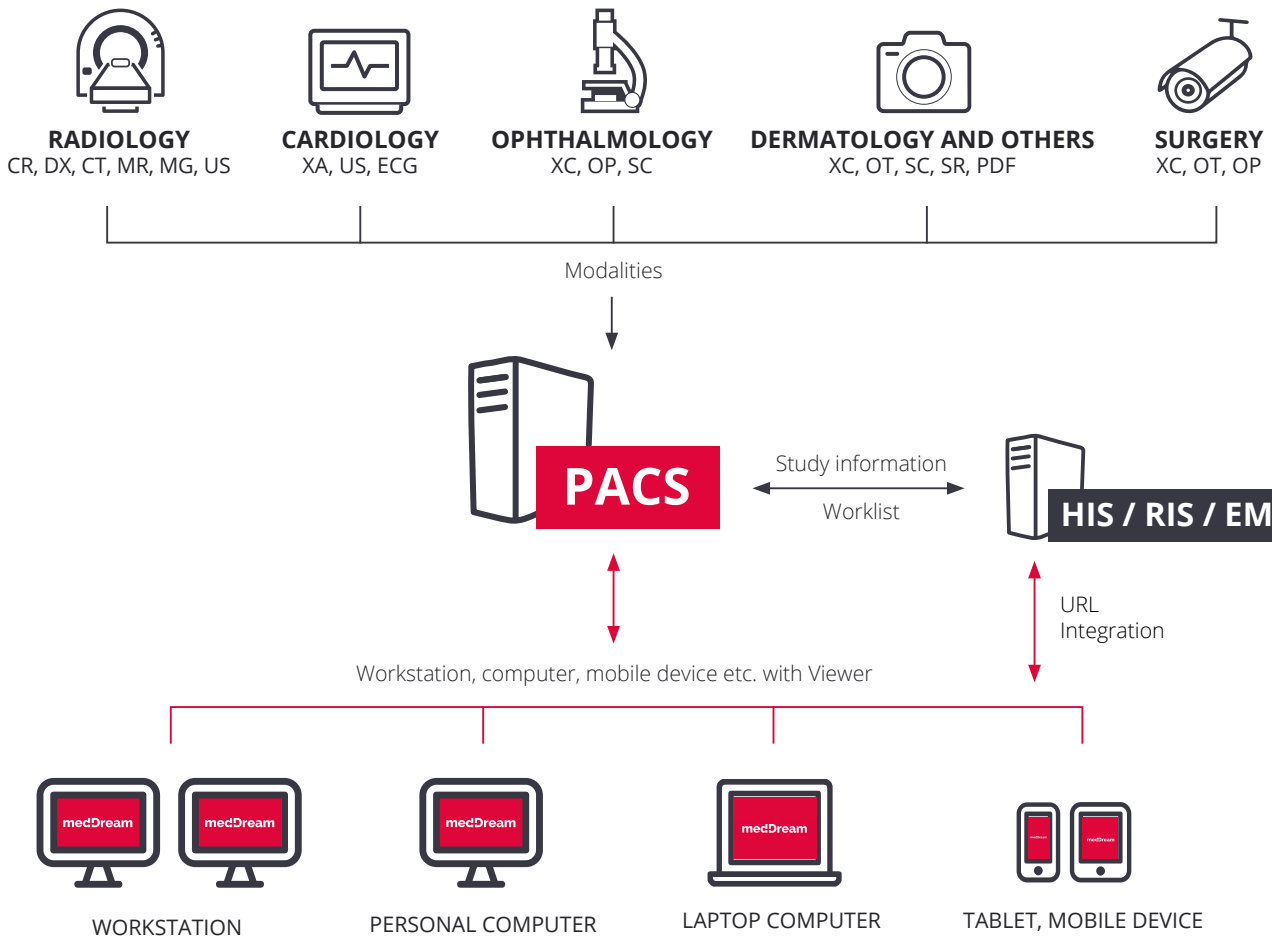 RADIOLOGY
CR, DX, CT, MR, MG, US
CARDIOLOGY
XA, US, ECG
OPHTHALMOLOGY
XC, OP, SC
DERMATOLOGY AND OTHERS
XC, OT, SC, SR, PDF
SURGERY
XC, OT, OP
Modalities
PACS
Study information
Worklist
HIS / RIS / EM
URL
Integration
Workstation, computer, mobile device etc. with Viewer
medDream
medDream
medDream
medDream
medDream
medDream
WORKSTATION
PERSONAL COMPUTER
LAPTOP COMPUTER
TABLET, MOBILE DEVICE